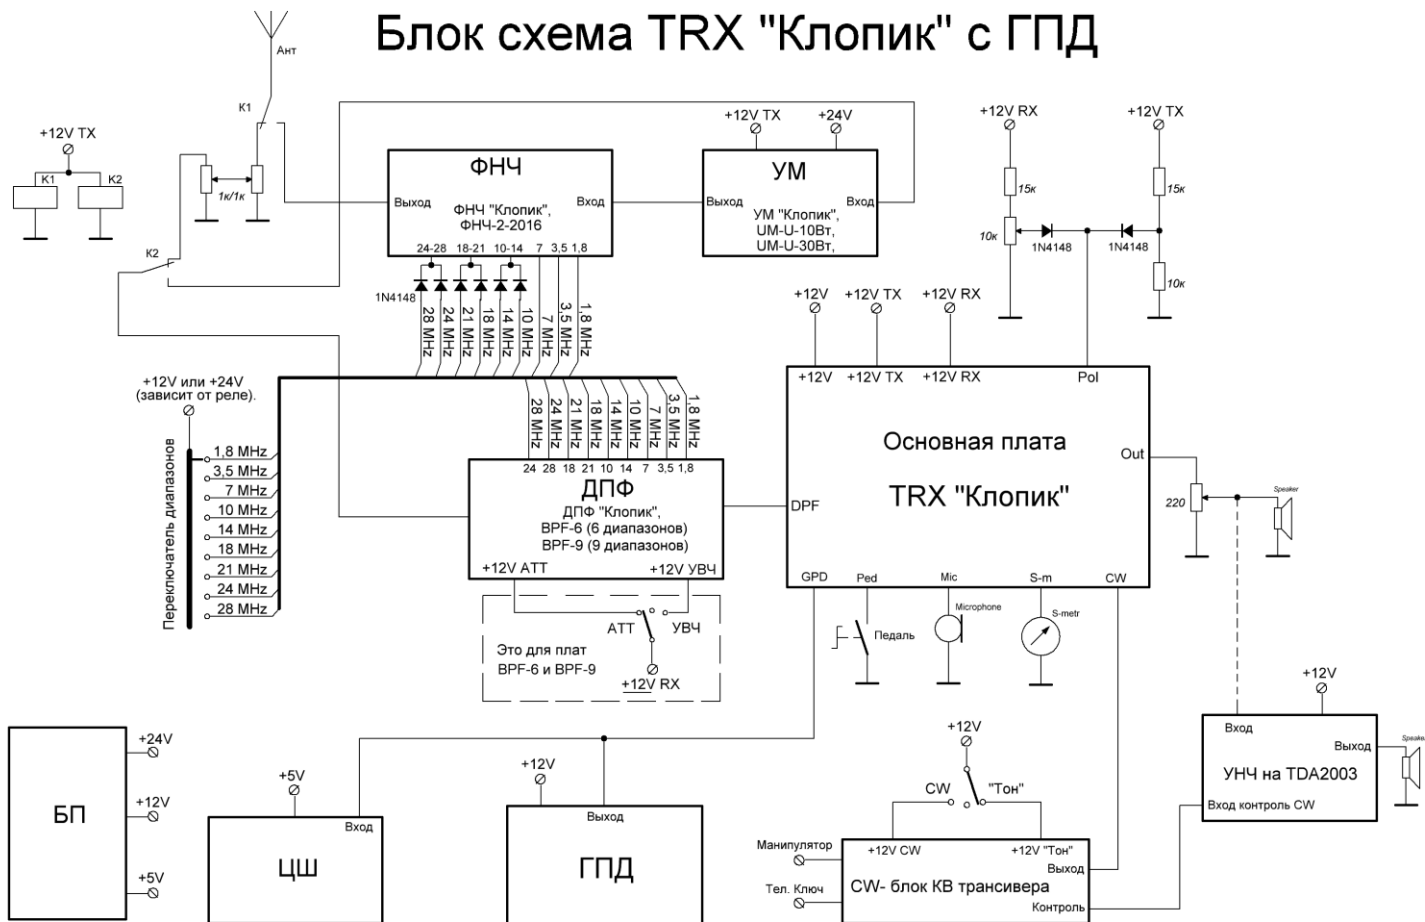 Блок схема TRX "Клопик" с ГПД
Ант
К1
+12V TX
К1
К2
1к/1к
К2
ФНЧ
Выход
Вход
ФНЧ "Клопик",
ФНЧ-2-2016
24-28 18-21 10-14 7 3,5 1,8
1N4148
28 MHz
24 MHz
21 MHz
18 MHz
14 MHz
10 MHz
7 MHz
3,5 MHz
1,8 MHz
+12V TX
+24V
УМ
Выход
Вход
УМ "Клопик",
UM-U-10Вт,
UM-U-30Вт,
+12V RX
+12V TX
15к
15к
10к
1N4148
1N4148
10к
+12V или +24V
(зависит от реле).
Переключатель диапазонов
1,8 MHz
3,5 MHz
7 MHz
10 MHz
14 MHz
18 MHz
21 MHz
24 MHz
28 MHz
28 MHz
24 MHz
21 MHz
18 MHz
14 MHz
10 MHz
7 MHz
3,5 MHz
1,8 MHz
24 28 18 21 10 14 7 3,5 1,8
ДПФ
ДПФ "Клопик",
BPF-6 (6 диапазонов)
BPF-9 (9 диапазонов)
+12V АТТ
+12V УВЧ
АТТ
УВЧ
Это для плат
BPF-6 и BPF-9
+12V RX
+12V
+12V TX
+12V RX
+12V
+12V TX
+12V RX
Pol
Основная плата
TRX "Клопик"
Out
DPF
GPD
Ped
Mic
S-m
CW
220
Speaker
Педаль
Microphone
S-metr
БП
+24V
+12V
+5V
+5V
Вход
ЦШ
+12V
Выход
ГПД
+12V
CW
"Тон"
Манипулятор
Тел. Ключ
+12V CW
+12V "Тон"
Выход
CW- блок КВ трансивера
Контроль
+12V
Вход
Выход
УНЧ на TDA2003
Вход контроль CW
Speaker